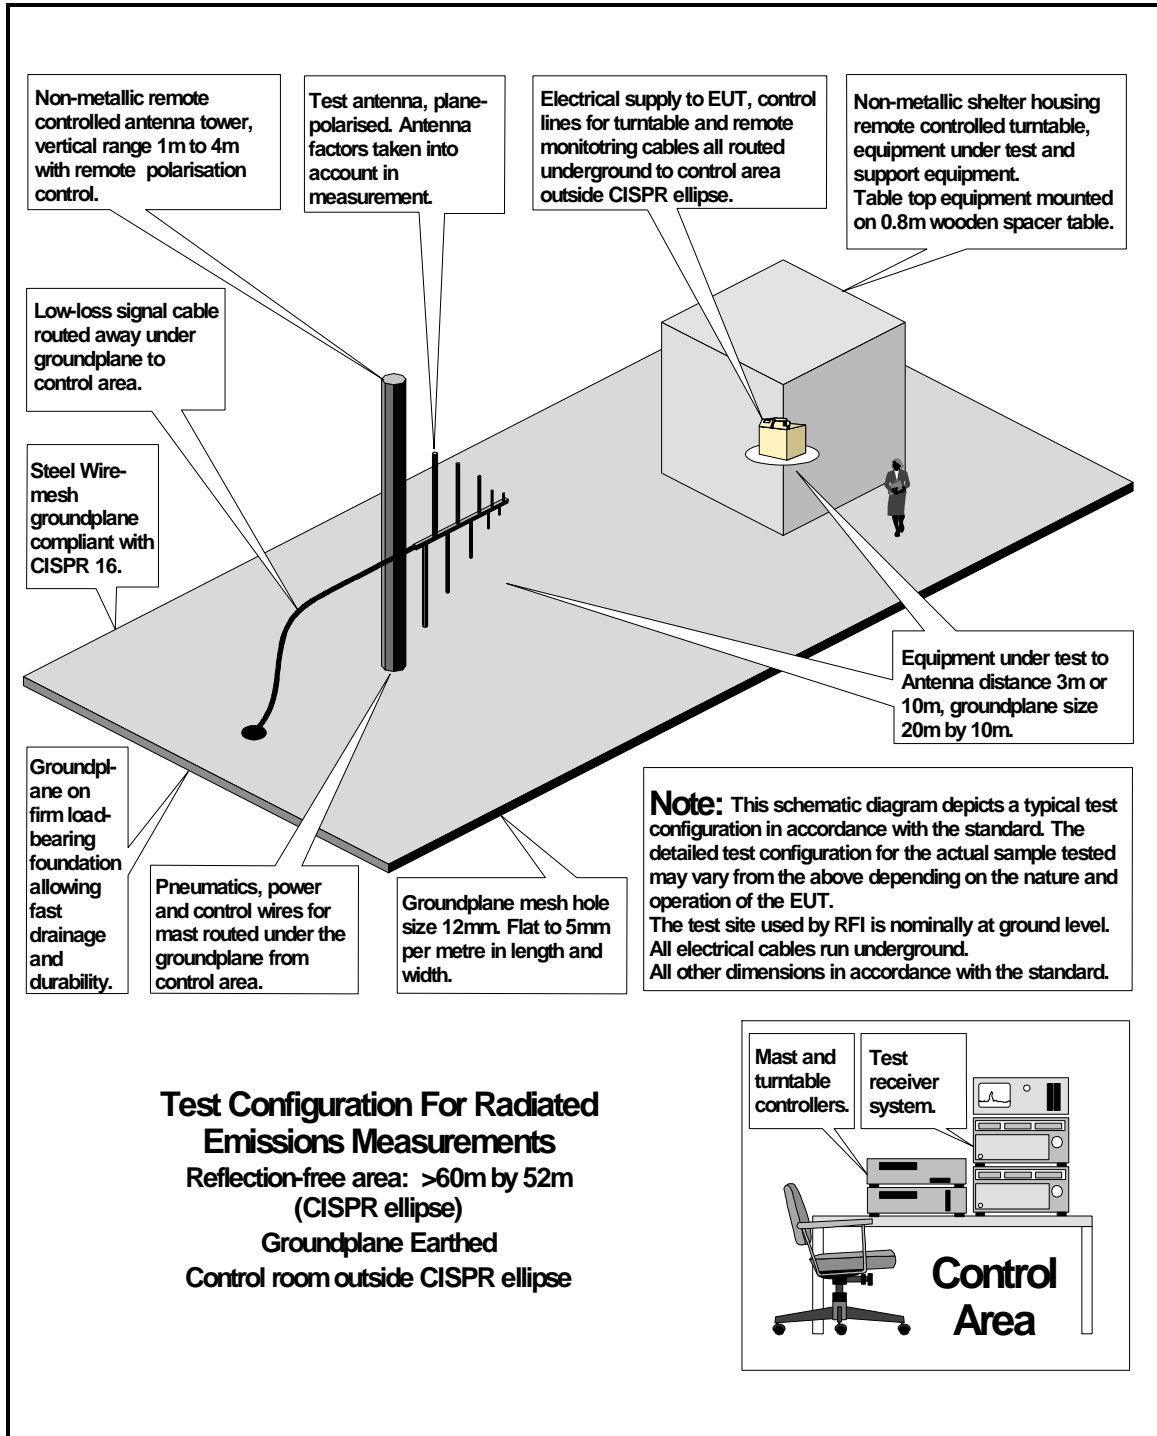 Non-metallic remote
controlled antenna tower,
vertical range 1m to 4m
with remote polarisation
control.
Test antenna, plane-
polarised. Antenna
factors taken into
account in
measurement.
Electrical supply to EUT, control
lines for turntable and remote
monitotring cables all routed
underground to control area
outside CISPR ellipse.
Non-metallic shelter housing
remote controlled turntable,
equipment under test and
support equipment.
Table top equipment mounted
on 0.8m wooden spacer table.
Low-loss signal cable
routed away under
groundplane to
control area.
Steel Wire-
mesh
groundplane
compliant with
CISPR 16.
Equipment under test to
Antenna distance 3m or
10m, groundplane size
20m by 10m.
Groundpl-
ane on
firm load-
bearing
foundation
allowing
fast
drainage
and
durability.
Pneumatics, power
and control wires for
mast routed under the
groundplane from
control area.
Groundplane mesh hole
size 12mm. Flat to 5mm
per metre in length and
width.
Note: This schematic diagram depicts a typical test
configuration in accordance with the standard. The
detailed test configuration for the actual sample tested
may vary from the above depending on the nature and
operation of the EUT.
The test site used by RFI is nominally at ground level.
All electrical cables run underground.
All other dimensions in accordance with the standard.
Test Configuration For Radiated
Emissions Measurements
Reflection-free area: >60m by 52m
(CISPR ellipse)
Groundplane Earthed
Control room outside CISPR ellipse
Mast and
turntable
controllers.
Test
receiver
system.
Control
Area